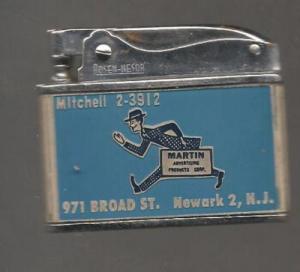 ROSEN-NESOR
Mitchell 2-3912
MARTIN
ADVERTISING
PRODUCTS CORP.
971 BROAD ST. Newark 2, N.J.